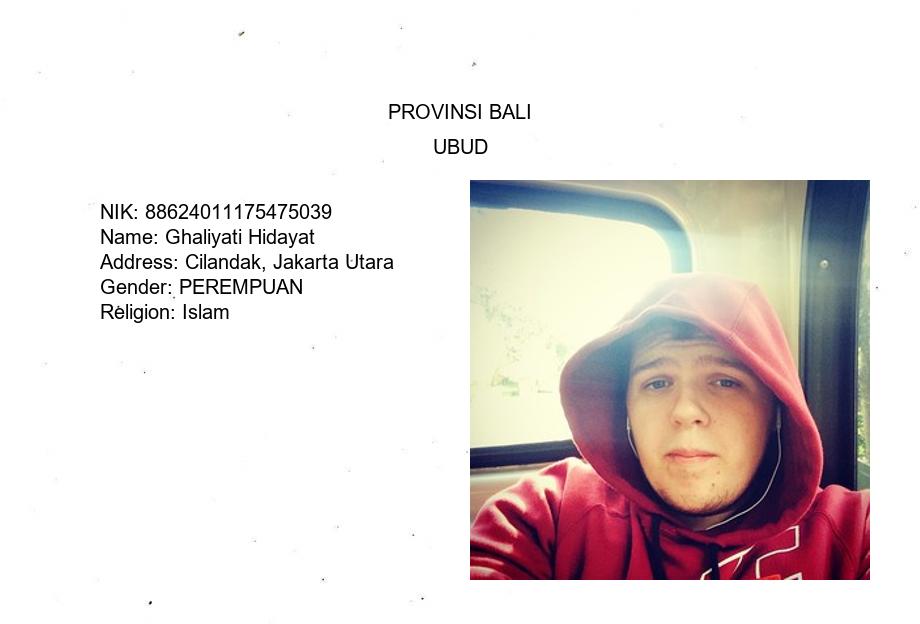 PROVINSI BALI
UBUD
NIK: 88624011175475039
Name: Ghaliyati Hidayat
Address: Cilandak, Jakarta Utara
Gender: PEREMPUAN
Religion: Islam